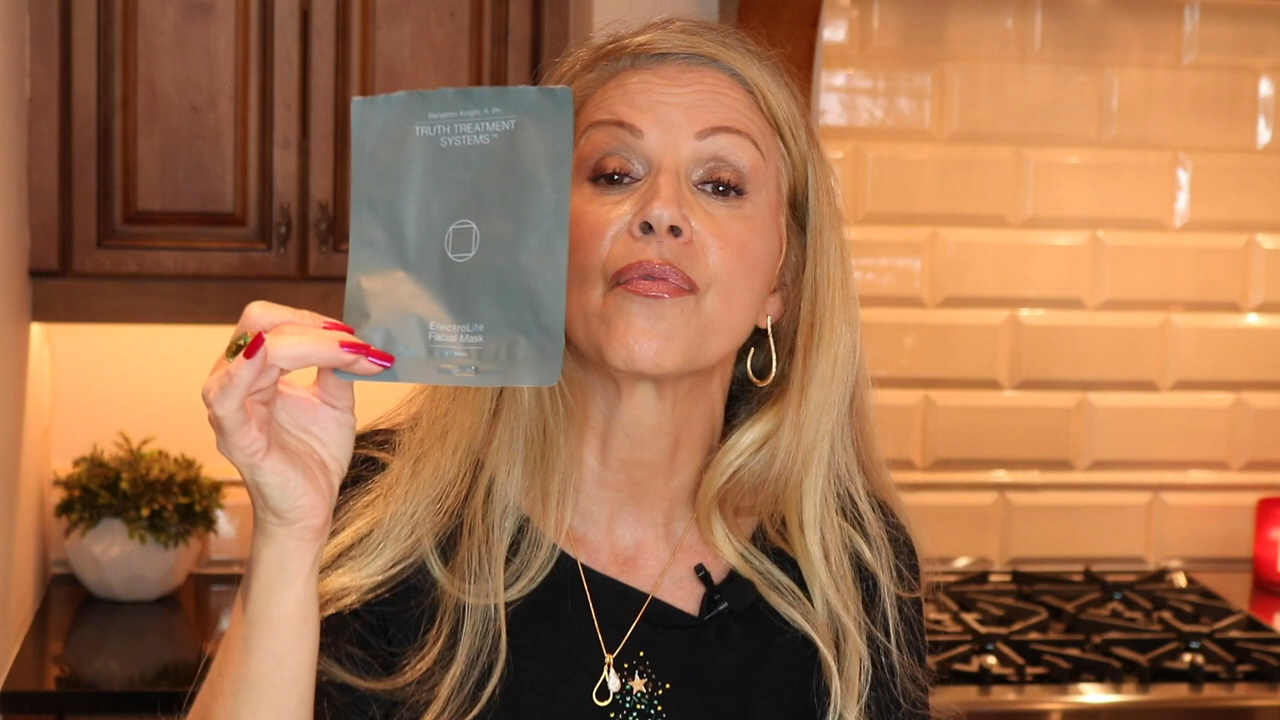 Benjamin Knight, R. Ph.
TRUTH TREATMENT
SYSTEMS™
ElectroLite
Facial Mask